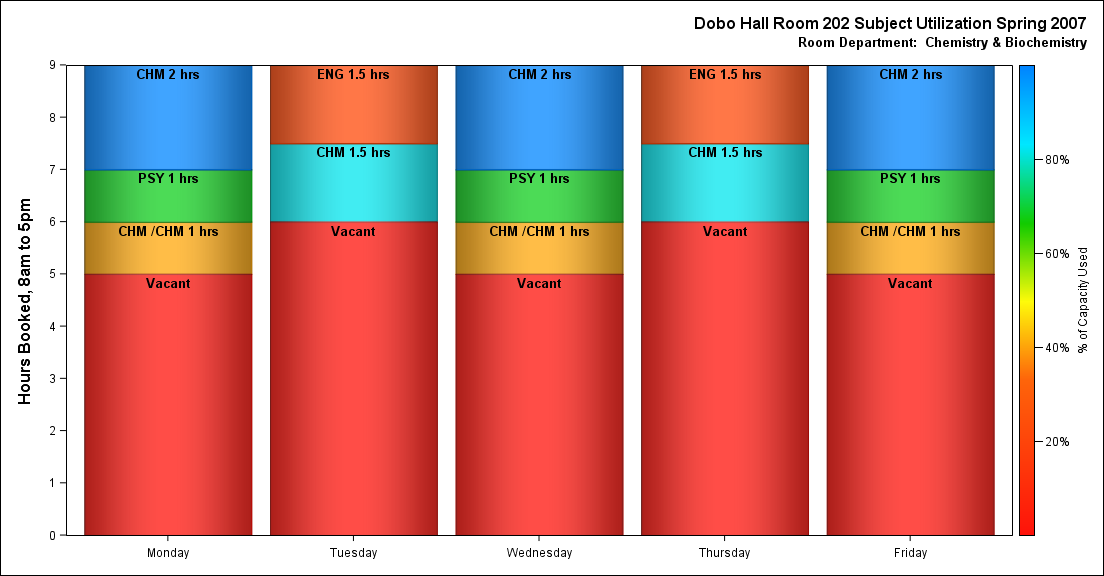 Dobo Hall Room 202 Subject Utilization Spring 2007
Room Department:  Chemistry & Biochemistry
Hours Booked, 8am to 5pm
9
8
7
6
5
4
3
2
1
0
CHM 2 hrs
PSY 1 hrs
CHM /CHM 1 hrs
Vacant
Monday
ENG 1.5 hrs
CHM 1.5 hrs
Vacant
Tuesday
CHM 2 hrs
PSY 1 hrs
CHM /CHM 1 hrs
Vacant
Wednesday
ENG 1.5 hrs
CHM 1.5 hrs
Vacant
Thursday
CHM 2 hrs
PSY 1 hrs
CHM /CHM 1 hrs
Vacant
Friday
80%
60%
40%
20%
% of Capacity Used